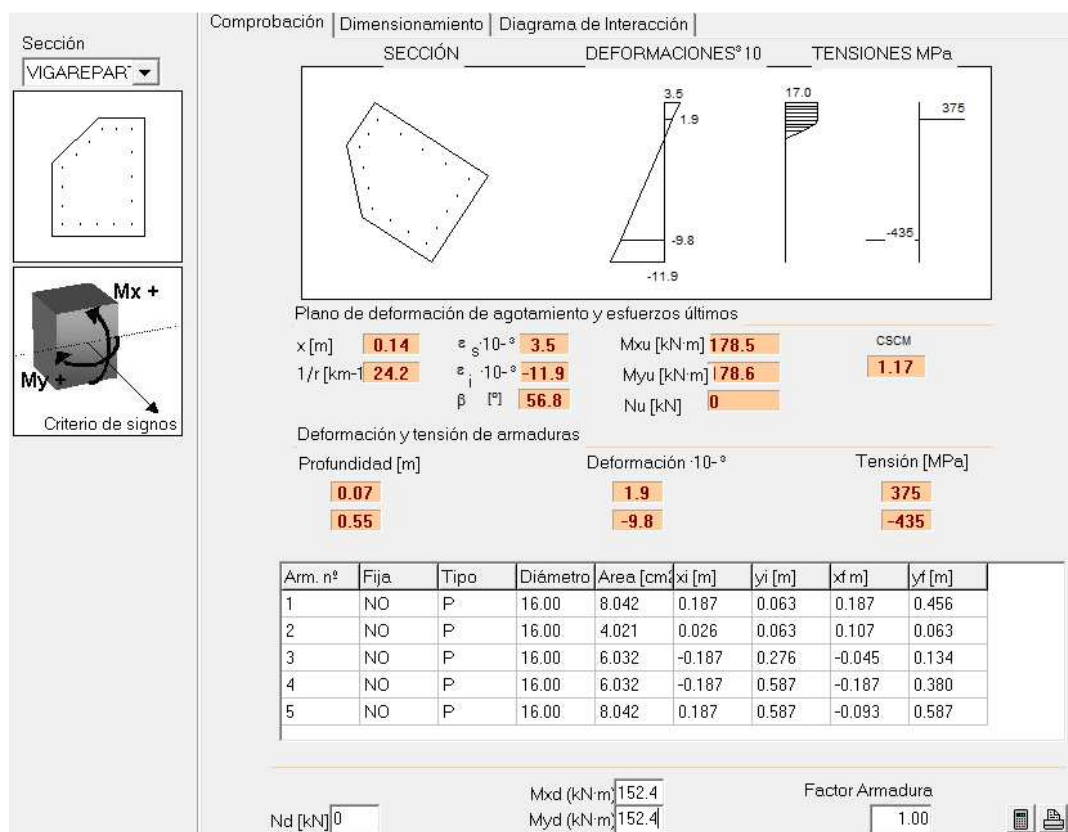 Comprobación Dimensionamiento Diagrama de Interacción
Sección
VIGAREPAR
Mx +
My +
Criterio de signos
SECCIÓN DEFORMACIONES³ 10 TENSIONES MPa
3.5
1.9
-9.8
-11.9
17.0
375
-435
Plano de deformación de agotamiento y esfuerzos últimos
x [m] 0.14 ε s ·10-³ 3.5 Mxu [kN·m] 178.5 CSCM
1/r [km-1 24.2 ε i ·10-³ -11.9 Myu [kN·m] 178.6 1.17
β [º] 56.8 Nu [kN] 0
Deformación y tensión de armaduras
Profundidad [m] Deformación ·10-³ Tensión [MPa]
0.07 1.9 375
0.55 -9.8 -435
Arm. nº Fija Tipo Diámetro Area [cm² xi [m] yi [m] xf m] yf [m]
1 NO P 16.00 8.042 0.187 0.063 0.187 0.456
2 NO P 16.00 4.021 0.026 0.063 0.107 0.063
3 NO P 16.00 6.032 -0.187 0.276 -0.045 0.134
4 NO P 16.00 6.032 -0.187 0.587 -0.187 0.380
5 NO P 16.00 8.042 0.187 0.587 -0.093 0.587
Nd [kN] 0
Mxd (kN·m) 152.4
Myd (kN·m) 152.4
Factor Armadura
1.00